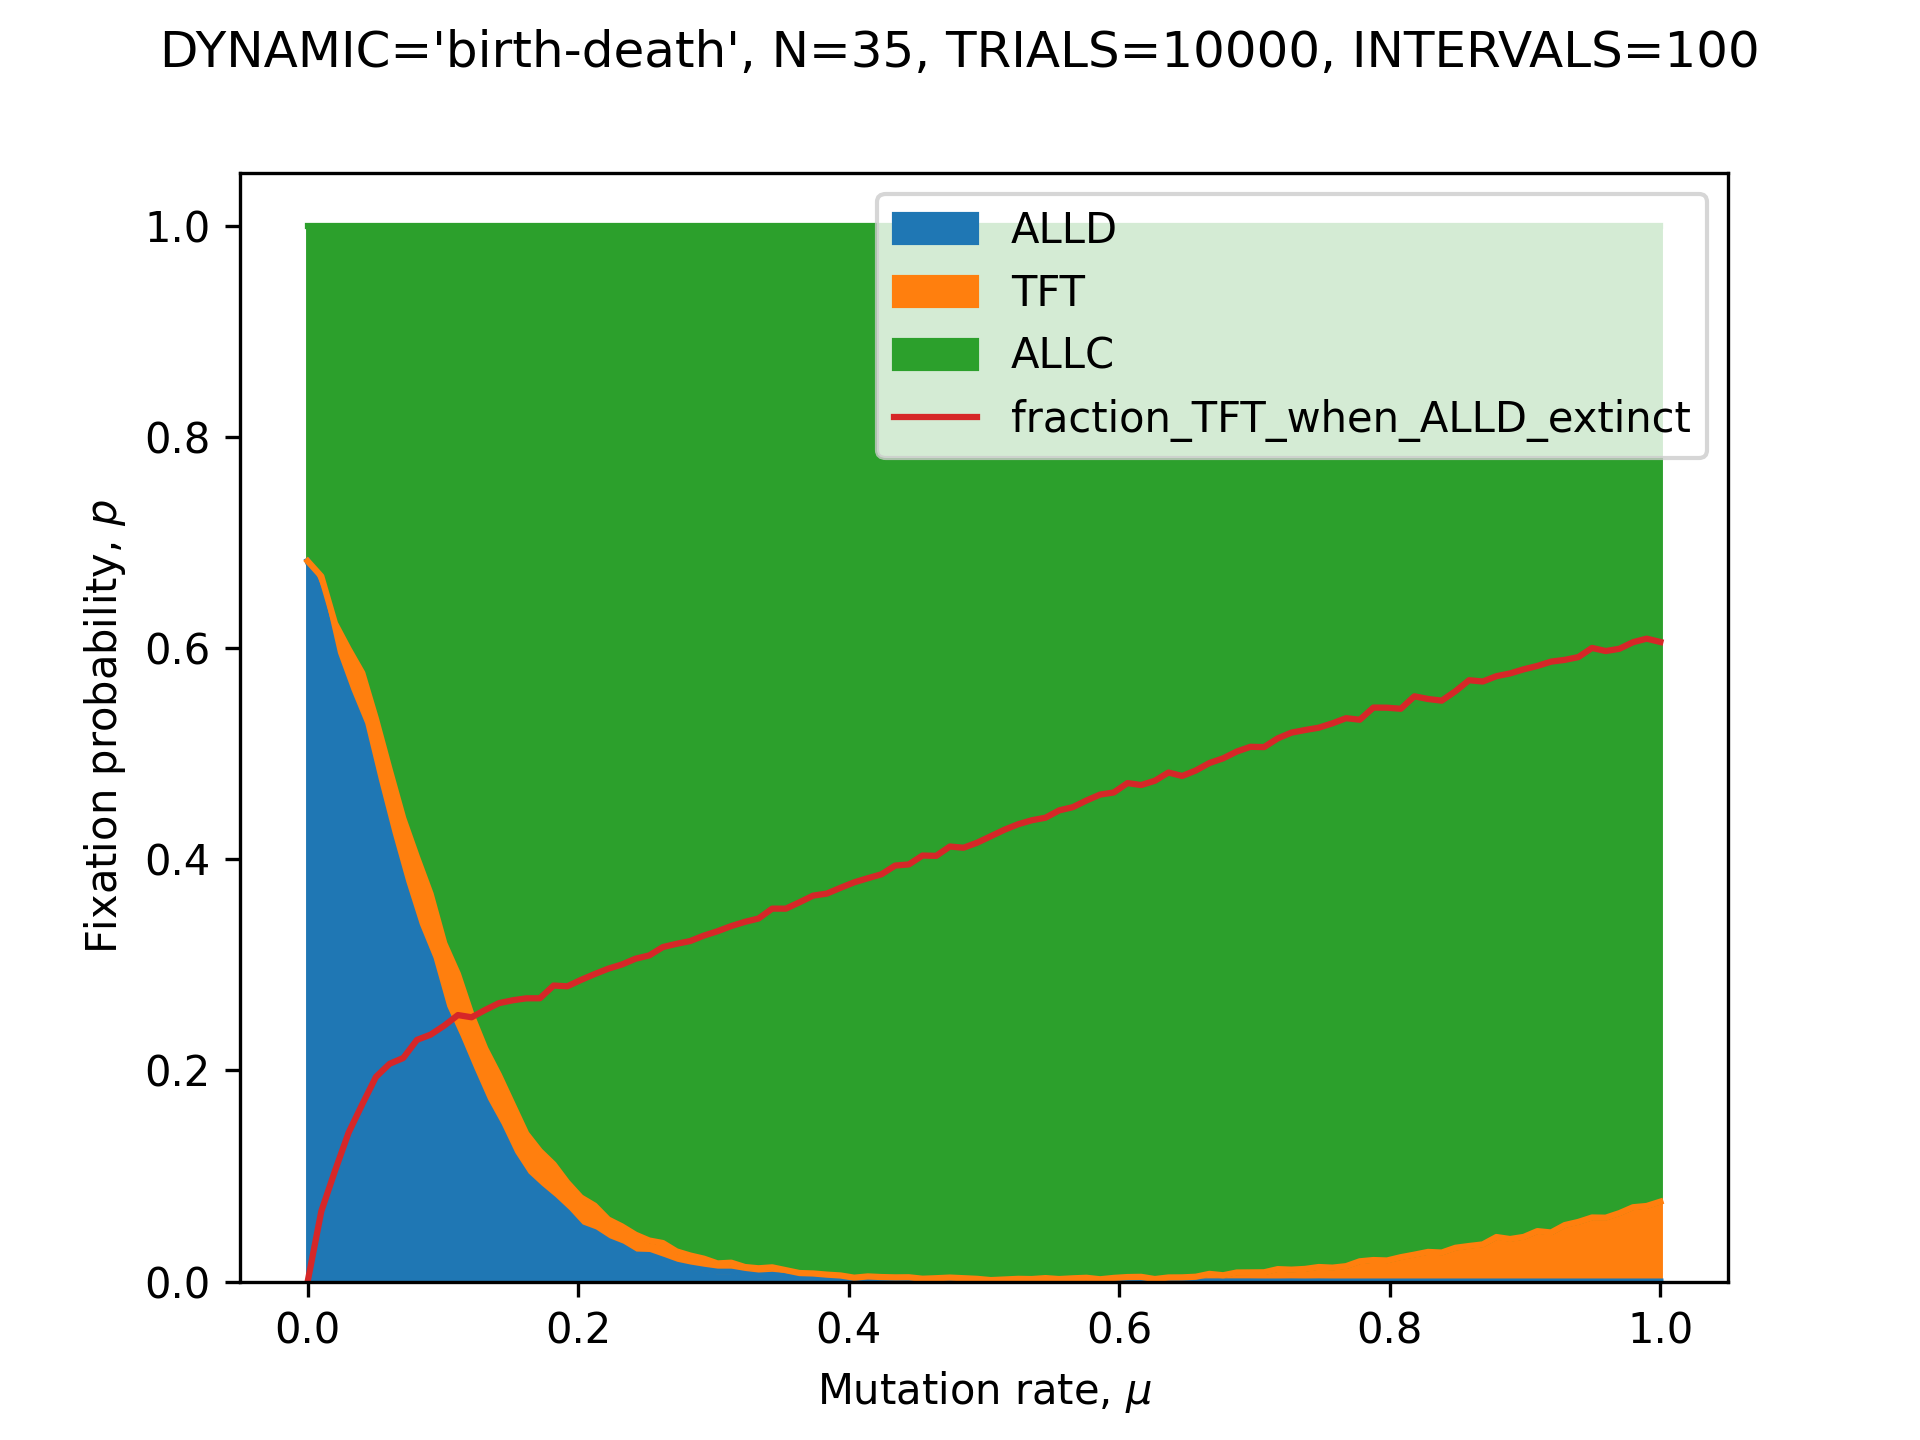 DYNAMIC='birth-death', N=35, TRIALS=10000, INTERVALS=100
ALLD
TFT
ALLC
fraction_TFT_when_ALLD_extinct
Fixation probability, p
1.0
0.8
0.6
0.4
0.2
0.0
0.0 0.2 0.4 0.6 0.8 1.0
Mutation rate, μ